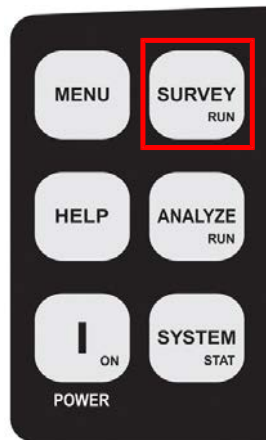 MENU
SURVEY
RUN
HELP
ANALYZE
RUN
I
ON
SYSTEM
STAT
POWER